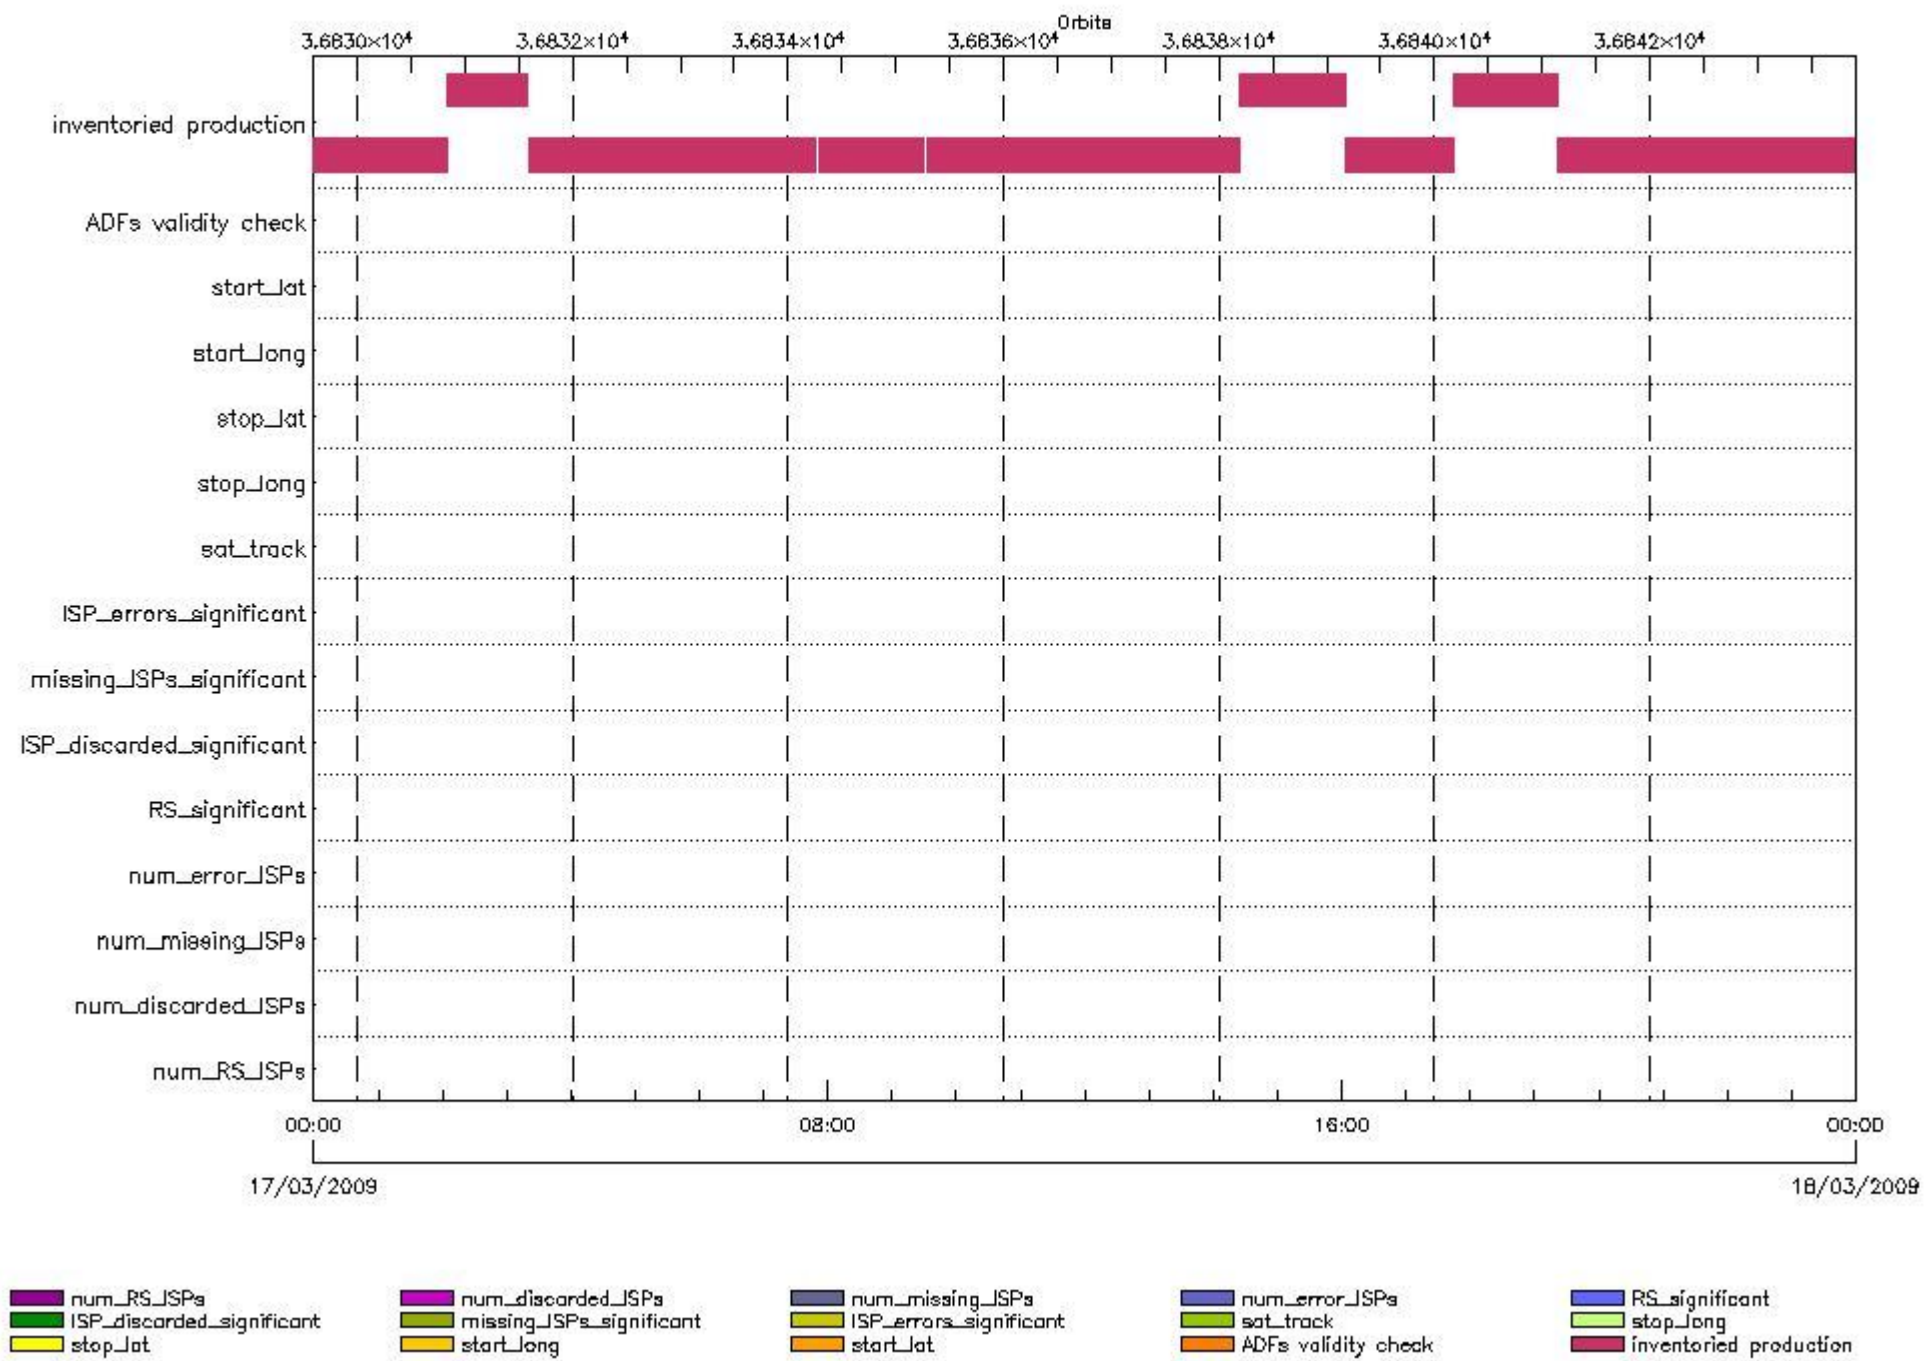 Orbits
3.6830×10⁴ 3.6832×10⁴ 3.6834×10⁴ 3.6836×10⁴ 3.6838×10⁴ 3.6840×10⁴ 3.6842×10⁴
inventoried production
ADFs validity check
start_lat
start_long
stop_lat
stop_long
sat_track
ISP_errors_significant
missing_ISPs_significant
ISP_discarded_significant
RS_significant
num_error_ISPs
num_missing_ISPs
num_discarded_ISPs
num_RS_ISPs
00:00 08:00 16:00 00:00
17/03/2009 18/03/2009
num_RS_ISPs num_discarded_ISPs num_missing_ISPs num_error_ISPs RS_significant
ISP_discarded_significant missing_ISPs_significant ISP_errors_significant sat_track stop_long
stop_lat start_long start_lat ADFs validity check inventoried production